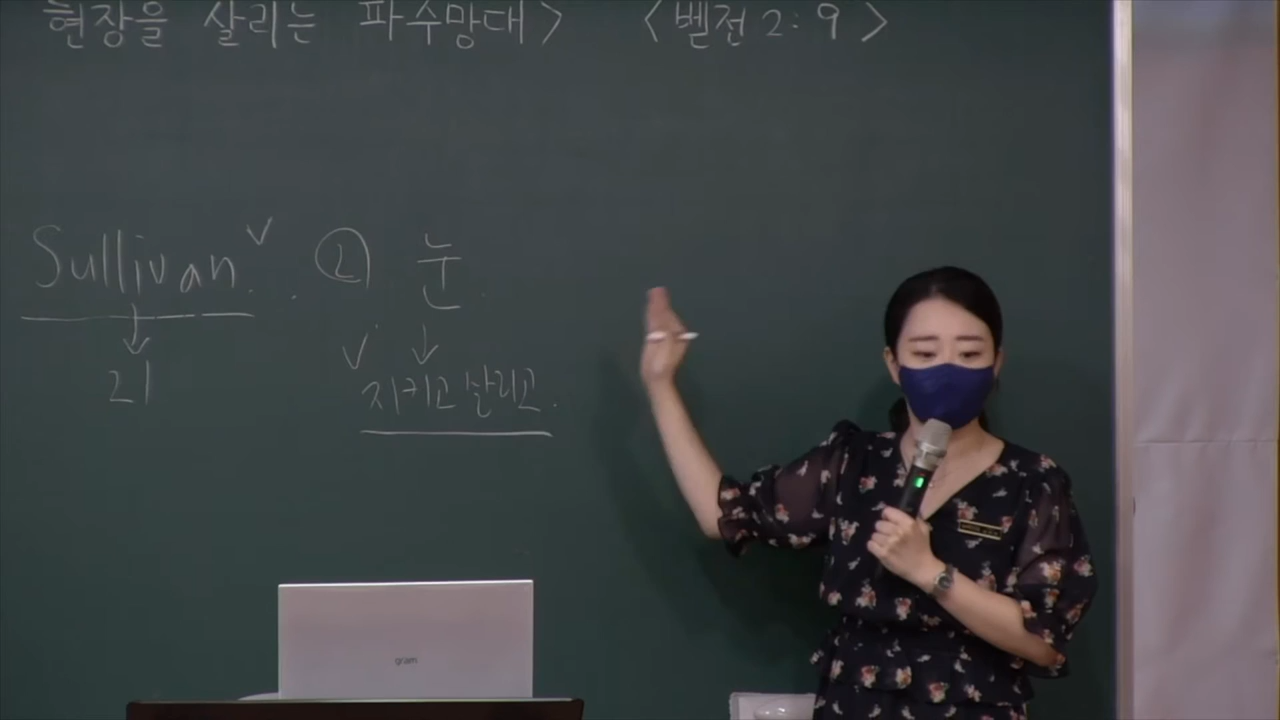 현장을 살리는 파수망대> <벧전 2:9>
Sullivan. ② 눈
21 지키고 살리고.
gram